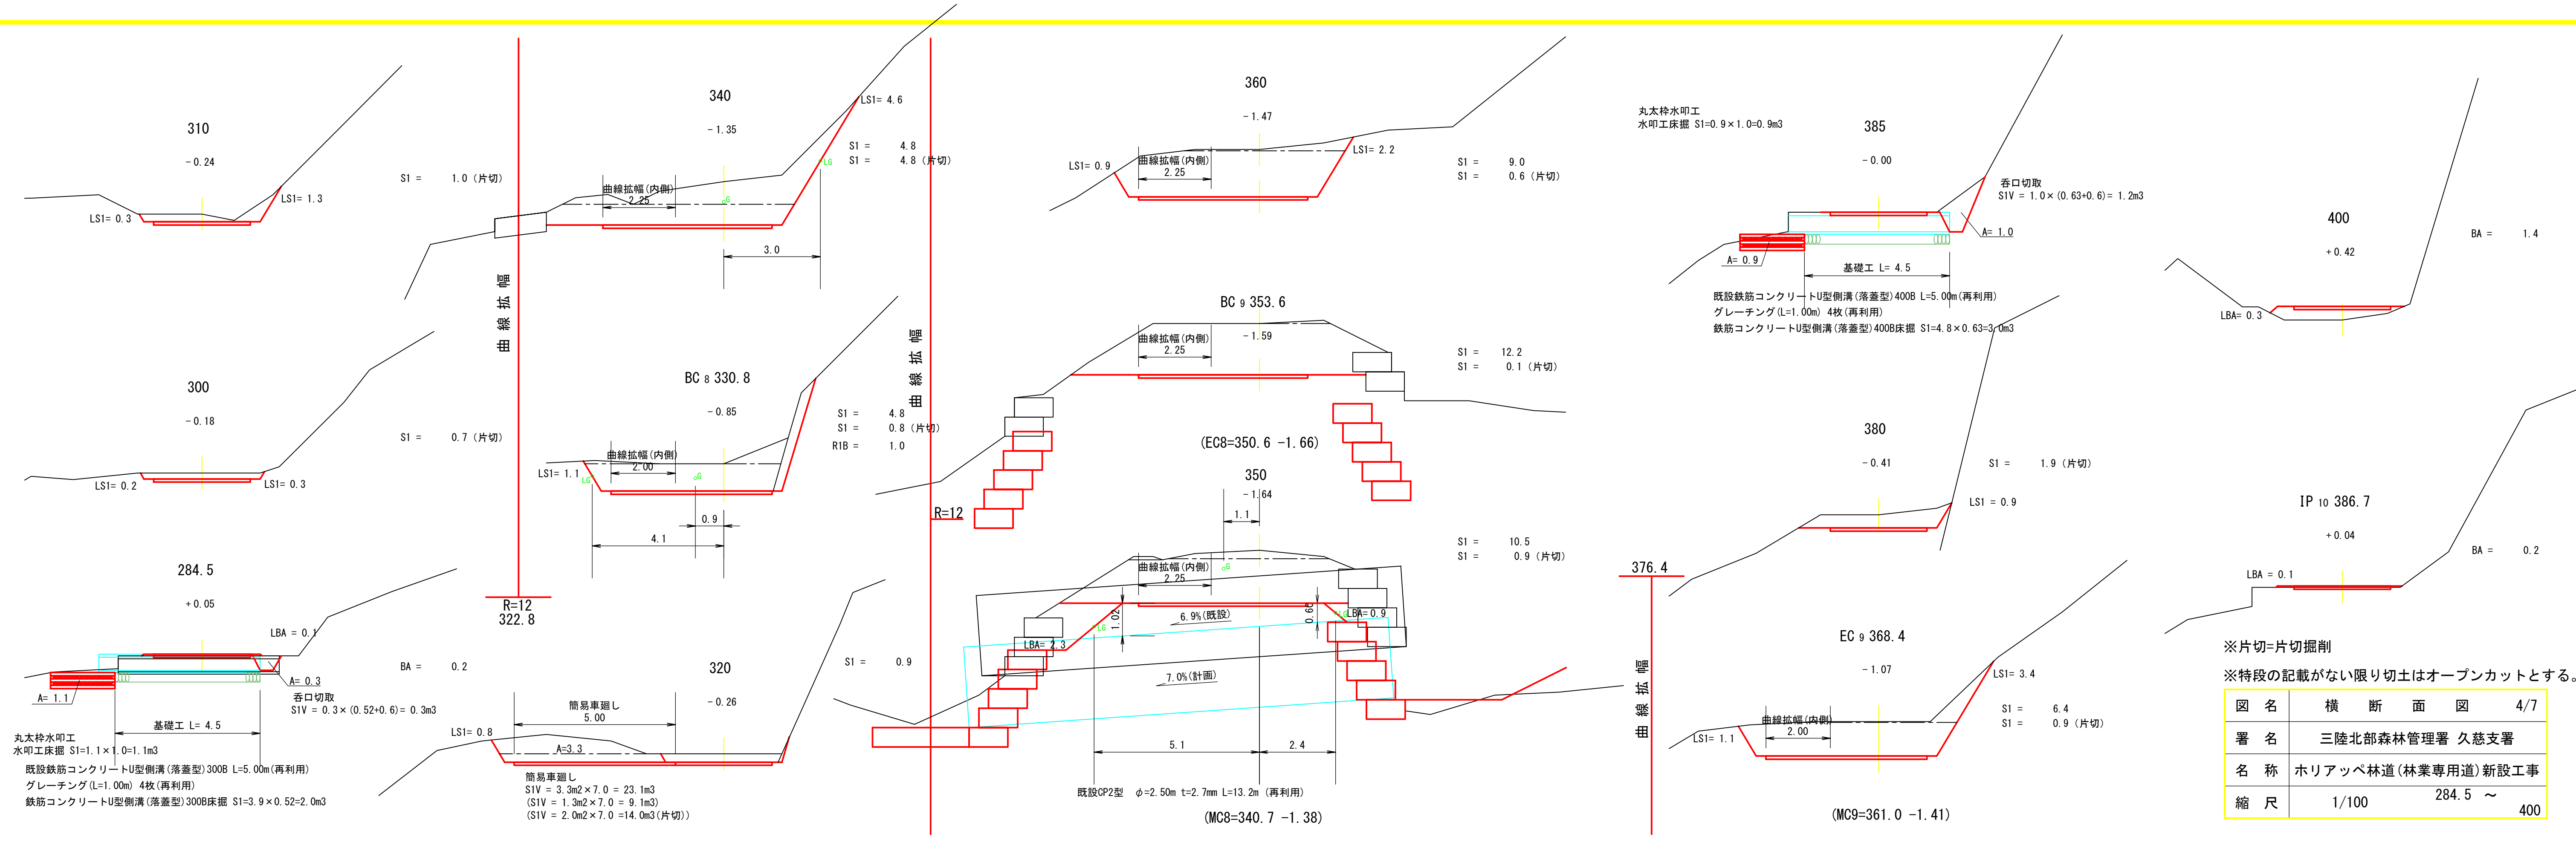 310
-0.24
LS1= 0.3
LS1= 1.3
S1 = 1.0 (片切)
300
-0.18
LS1= 0.2
LS1= 0.3
S1 = 0.7 (片切)
284.5
+0.05
LBA = 0.1
BA = 0.2
A= 0.3
A= 1.1
呑口切取
S1V = 0.3×(0.52+0.6)= 0.3m3
基礎工 L= 4.5
丸太枠水叩工
水叩工床掘 S1=1.1×1.0=1.1m3
既設鉄筋コンクリートU型側溝(落蓋型)300B L=5.00m(再利用)
グレーチング(L=1.00m) 4枚(再利用)
鉄筋コンクリートU型側溝(落蓋型)300B床掘 S1=3.9×0.52=2.0m3
曲線拡幅
R=12
322.8
340
-1.35
LS1= 4.6
S1 = 4.8
S1 = 4.8 (片切)
LG
曲線拡幅(内側)
2.25
G
3.0
BC 8 330.8
-0.85
S1 = 4.8
S1 = 0.8 (片切)
R1B = 1.0
曲線拡幅(内側)
2.00
LS1= 1.1
LG
G
0.9
4.1
320
-0.26
S1 = 0.9
簡易車廻し
5.00
LS1= 0.8
A=3.3
簡易車廻し
S1V = 3.3m2×7.0 = 23.1m3
(S1V = 1.3m2×7.0 = 9.1m3)
(S1V = 2.0m2×7.0 =14.0m3(片切))
曲線拡幅
R=12
360
-1.47
LS1= 0.9
曲線拡幅(内側)
2.25
LS1= 2.2
S1 = 9.0
S1 = 0.6 (片切)
BC 9 353.6
-1.59
曲線拡幅(内側)
2.25
S1 = 12.2
S1 = 0.1 (片切)
(EC8=350.6 -1.66)
350
-1.64
1.1
S1 = 10.5
S1 = 0.9 (片切)
曲線拡幅(内側)
2.25
G
1.02
6.9%(既設)
0.60
LG
LBA= 0.9
LG
LBA= 2.3
7.0%(計画)
5.1
2.4
既設CP2型 φ=2.50m t=2.7mm L=13.2m (再利用)
(MC8=340.7 -1.38)
丸太枠水叩工
水叩工床掘 S1=0.9×1.0=0.9m3
385
-0.00
呑口切取
S1V = 1.0×(0.63+0.6)= 1.2m3
A= 1.0
A= 0.9
基礎工 L= 4.5
既設鉄筋コンクリートU型側溝(落蓋型)400B L=5.00m(再利用)
グレーチング(L=1.00m) 4枚(再利用)
鉄筋コンクリートU型側溝(落蓋型)400B床掘 S1=4.8×0.63=3.0m3
380
-0.41
S1 = 1.9 (片切)
LS1 = 0.9
376.4
曲線拡幅
EC 9 368.4
-1.07
LS1= 3.4
S1 = 6.4
S1 = 0.9 (片切)
曲線拡幅(内側)
2.00
LS1= 1.1
(MC9=361.0 -1.41)
400
+0.42
BA = 1.4
LBA= 0.3
IP 10 386.7
+0.04
LBA = 0.1
BA = 0.2
※片切=片切掘削
※特段の記載がない限り切土はオープンカットとする。
図 名 横 断 面 図 4/7
署 名 三陸北部森林管理署 久慈支署
名 称 ホリアッペ林道(林業専用道)新設工事
縮 尺 1/100 284.5 ～ 400